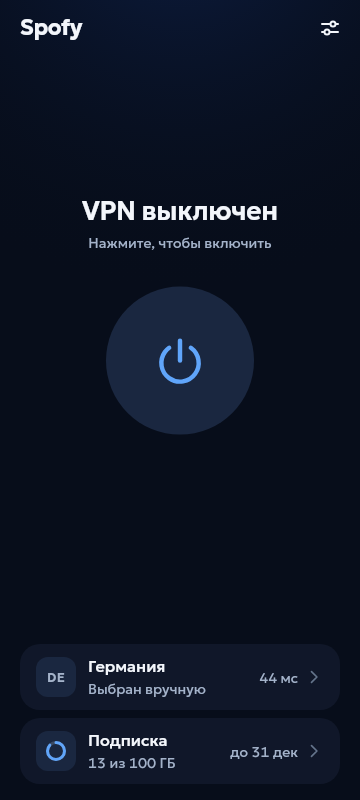 Spofy
VPN выключен
Нажмите, чтобы включить
DE
Германия
Выбран вручную
44 мс
Подписка
13 из 100 ГБ
до 31 дек